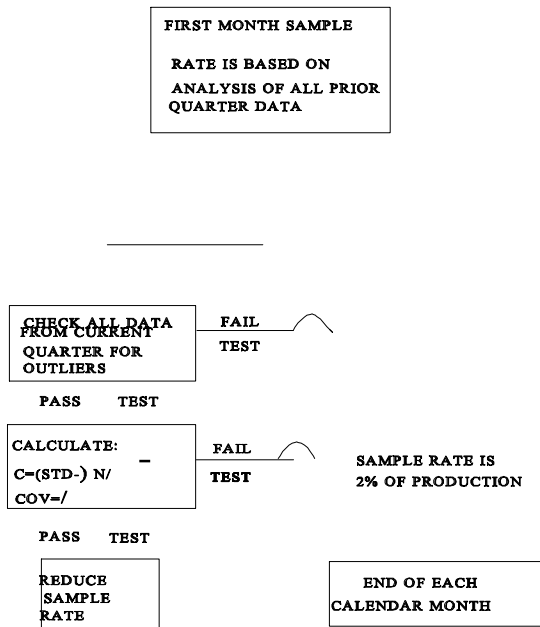 FIRST MONTH SAMPLE
RATE IS BASED ON
ANALYSIS OF ALL PRIOR
QUARTER DATA
CHECK ALL DATA
FROM CURRENT
QUARTER FOR
OUTLIERS
FAIL
TEST
PASS TEST
CALCULATE:
C=(STD-) N/
COV=/
FAIL
TEST
SAMPLE RATE IS
2% OF PRODUCTION
PASS TEST
REDUCE
SAMPLE
RATE
END OF EACH
CALENDAR MONTH